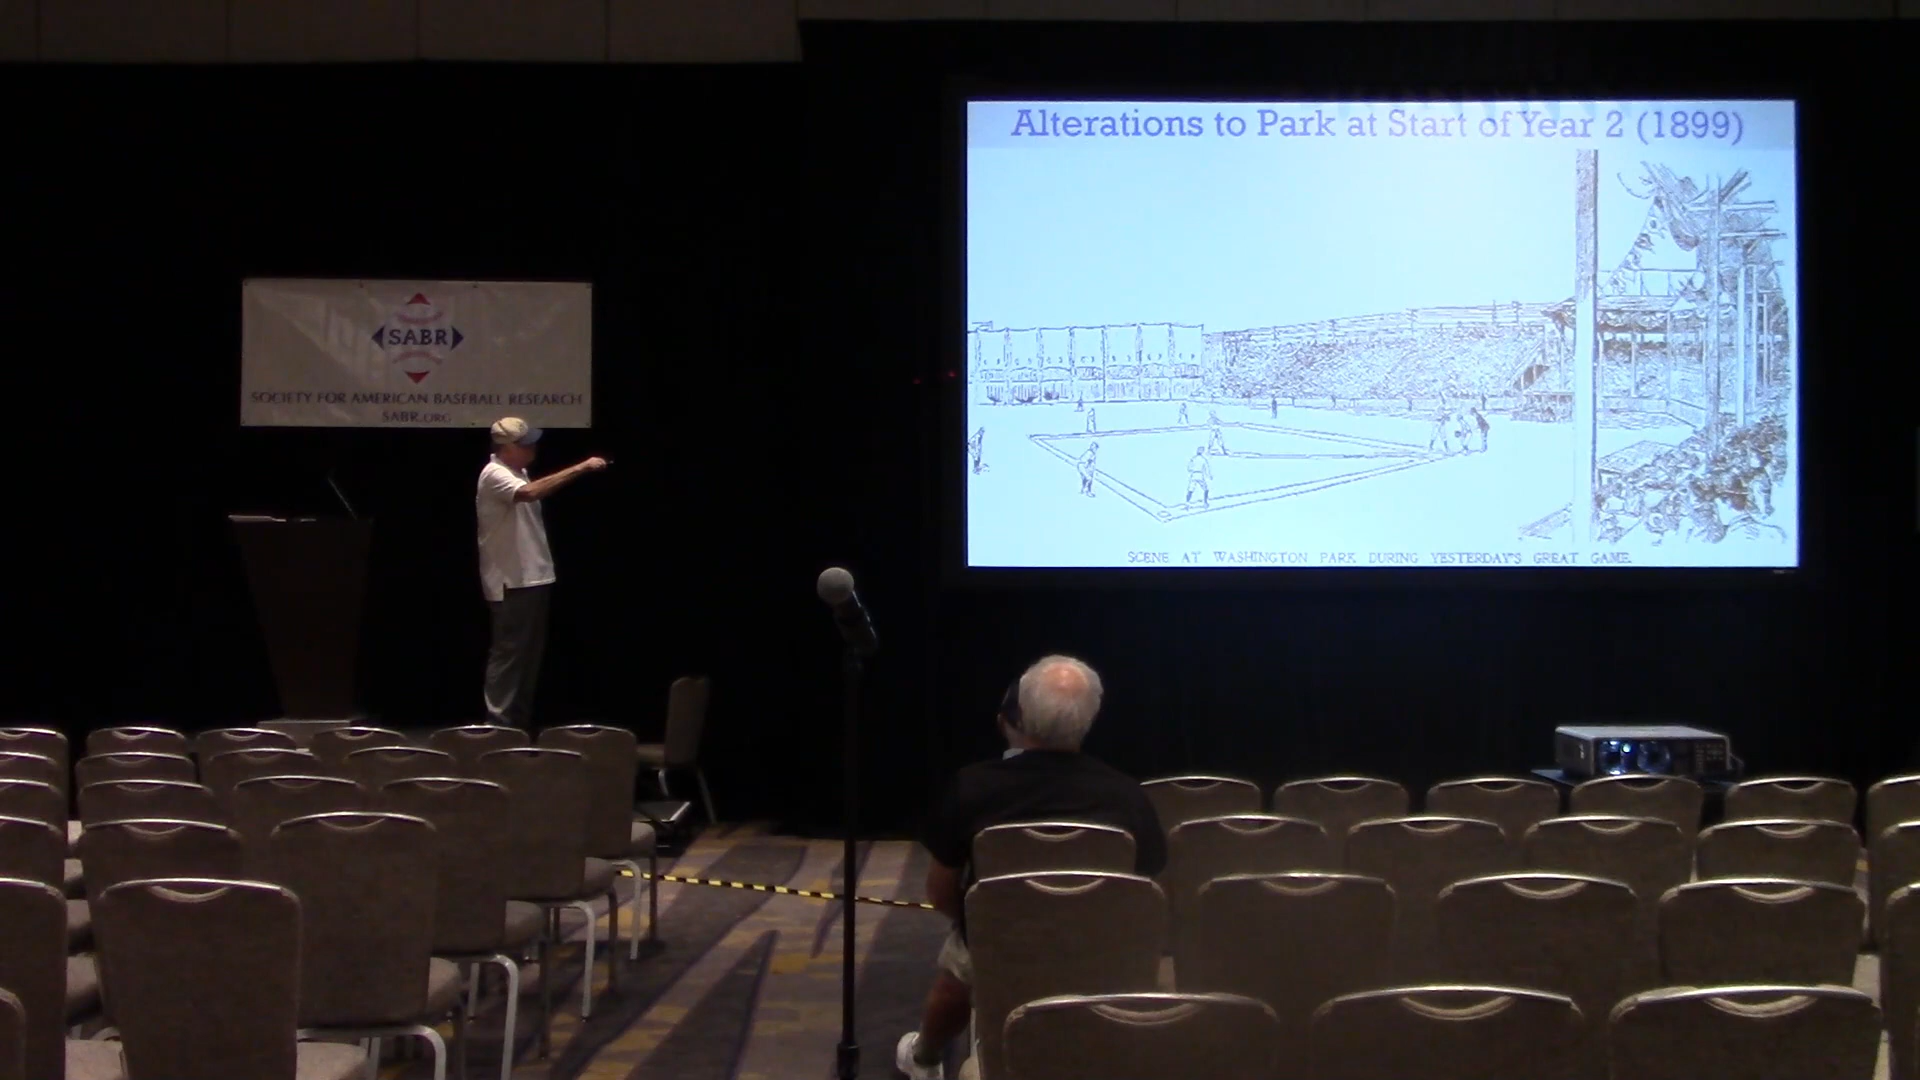 SABR
SOCIETY FOR AMERICAN BASEBALL RESEARCH
SABR.ORG
Alterations to Park at Start of Year 2 (1899)
SCENE AT WASHINGTON PARK DURING YESTERDAY'S GREAT GAME.